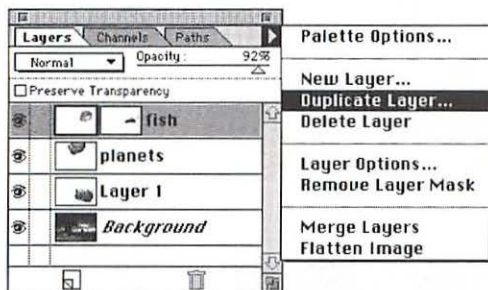 Layers Channels Paths
Normal Opacity: 92%
Preserve Transparency
fish
planets
Layer 1
Background
Palette Options...
New Layer...
Duplicate Layer...
Delete Layer
Layer Options...
Remove Layer Mask
Merge Layers
Flatten Image